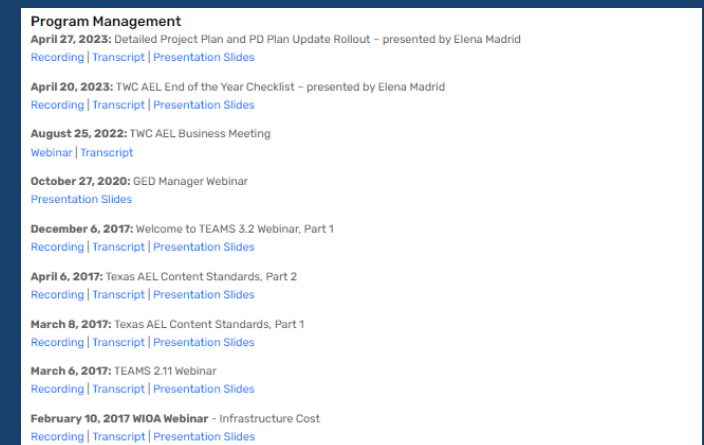 Program Management
April 27, 2023: Detailed Project Plan and PD Plan Update Rollout – presented by Elena Madrid
Recording | Transcript | Presentation Slides
April 20, 2023: TWC AEL End of the Year Checklist – presented by Elena Madrid
Recording | Transcript | Presentation Slides
August 25, 2022: TWC AEL Business Meeting
Webinar | Transcript
October 27, 2020: GED Manager Webinar
Presentation Slides
December 6, 2017: Welcome to TEAMS 3.2 Webinar, Part 1
Recording | Transcript | Presentation Slides
April 6, 2017: Texas AEL Content Standards, Part 2
Recording | Transcript | Presentation Slides
March 8, 2017: Texas AEL Content Standards, Part 1
Recording | Transcript | Presentation Slides
March 6, 2017: TEAMS 2.11 Webinar
Recording | Transcript | Presentation Slides
February 10, 2017 WIOA Webinar - Infrastructure Cost
Recording | Transcript | Presentation Slides